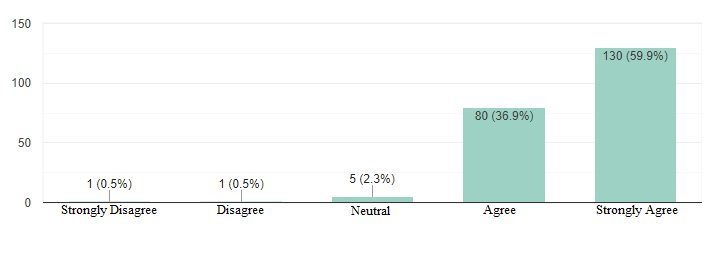 150
130 (59.9%)
100
80 (36.9%)
50
5 (2.3%)
1 (0.5%)
1 (0.5%)
0
Strongly Disagree
Disagree
Neutral
Agree
Strongly Agree